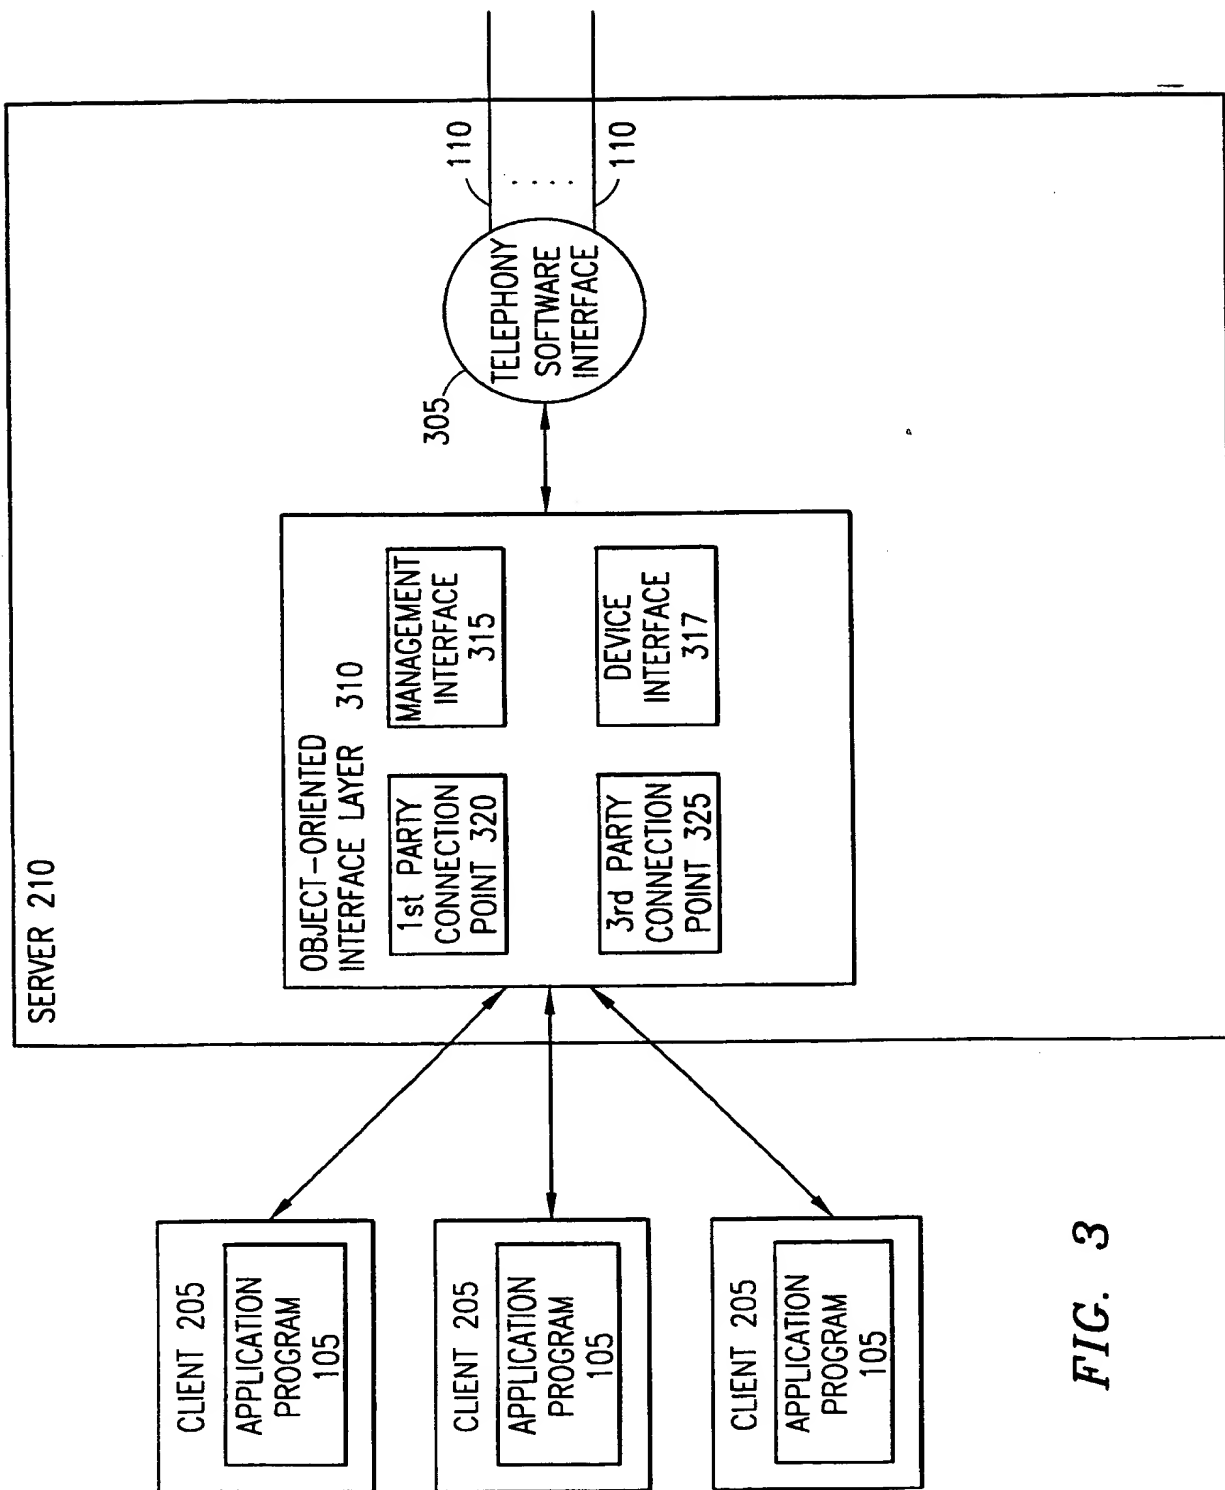 SERVER 210
OBJECT-ORIENTED
INTERFACE LAYER 310
1st PARTY
CONNECTION
POINT 320
MANAGEMENT
INTERFACE
315
3rd PARTY
CONNECTION
POINT 325
DEVICE
INTERFACE
317
305
TELEPHONY
SOFTWARE
INTERFACE
110
110
CLIENT 205
APPLICATION
PROGRAM
105
CLIENT 205
APPLICATION
PROGRAM
105
CLIENT 205
APPLICATION
PROGRAM
105
FIG. 3